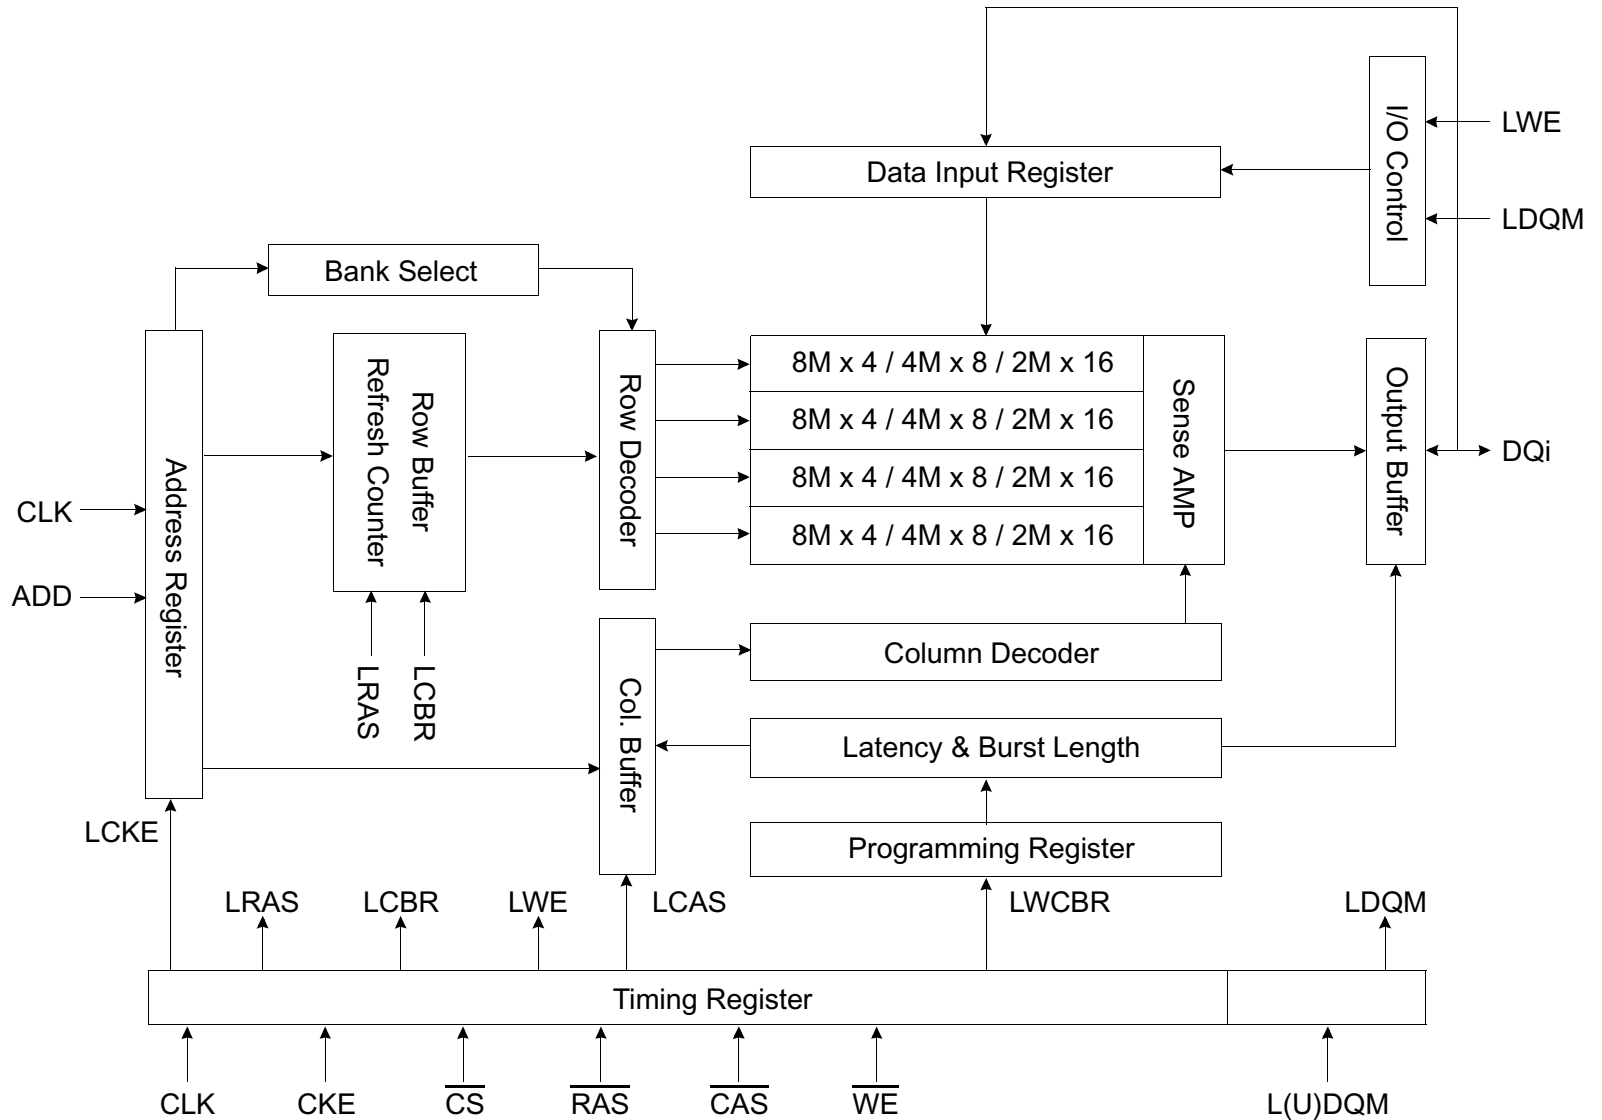 I/O Control
LWE
LDQM
Data Input Register
Bank Select
Address Register
CLK
ADD
Refresh Counter
Row Buffer
LRAS
LCBR
Row Decoder
8M x 4 / 4M x 8 / 2M x 16
8M x 4 / 4M x 8 / 2M x 16
8M x 4 / 4M x 8 / 2M x 16
8M x 4 / 4M x 8 / 2M x 16
Sense AMP
Output Buffer
DQi
Col. Buffer
Column Decoder
Latency & Burst Length
Programming Register
LCKE
LRAS
LCBR
LWE
LCAS
LWCBR
LDQM
Timing Register
CLK
CKE
CS
RAS
CAS
WE
L(U)DQM